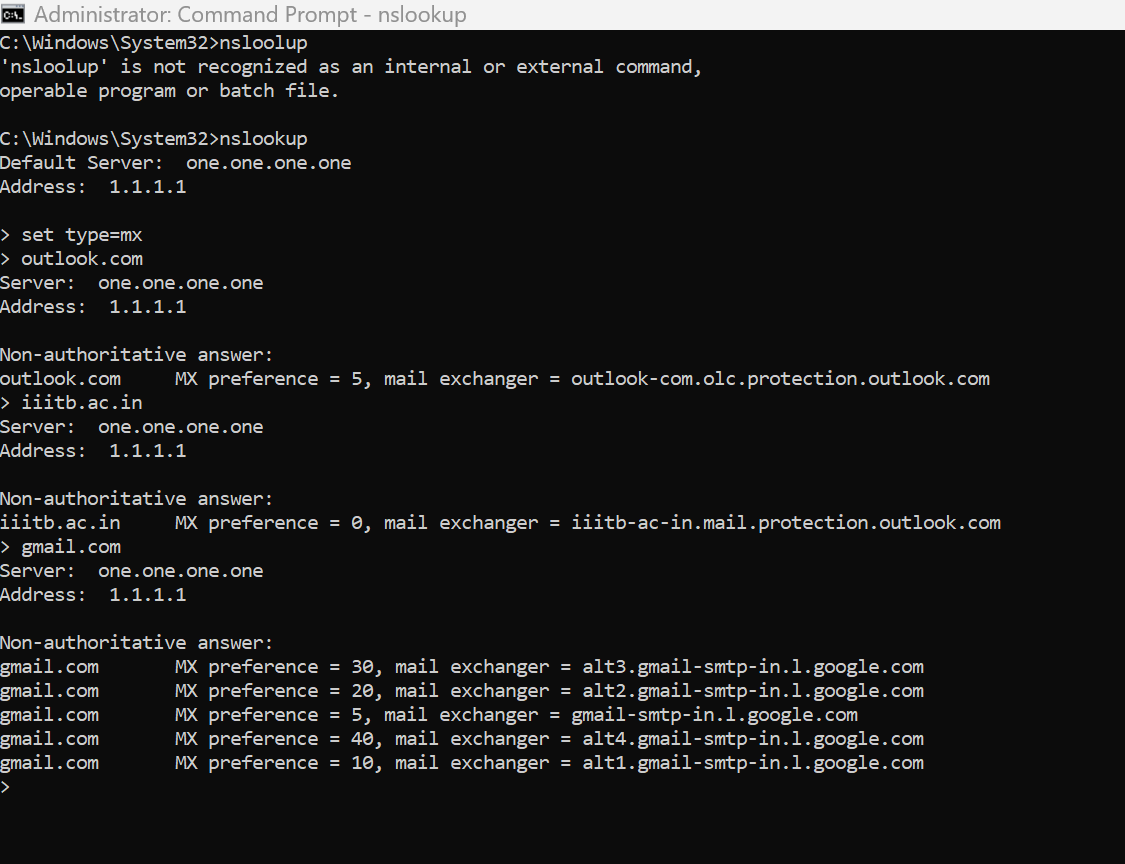 Administrator: Command Prompt - nslookup
C:\Windows\System32>nsloolup
'nsloolup' is not recognized as an internal or external command,
operable program or batch file.
C:\Windows\System32>nslookup
Default Server:  one.one.one.one
Address:  1.1.1.1
> set type=mx
> outlook.com
Server:  one.one.one.one
Address:  1.1.1.1
Non-authoritative answer:
outlook.com     MX preference = 5, mail exchanger = outlook-com.olc.protection.outlook.com
> iiitb.ac.in
Server:  one.one.one.one
Address:  1.1.1.1
Non-authoritative answer:
iiitb.ac.in     MX preference = 0, mail exchanger = iiitb-ac-in.mail.protection.outlook.com
> gmail.com
Server:  one.one.one.one
Address:  1.1.1.1
Non-authoritative answer:
gmail.com       MX preference = 30, mail exchanger = alt3.gmail-smtp-in.l.google.com
gmail.com       MX preference = 20, mail exchanger = alt2.gmail-smtp-in.l.google.com
gmail.com       MX preference = 5, mail exchanger = gmail-smtp-in.l.google.com
gmail.com       MX preference = 40, mail exchanger = alt4.gmail-smtp-in.l.google.com
gmail.com       MX preference = 10, mail exchanger = alt1.gmail-smtp-in.l.google.com
>